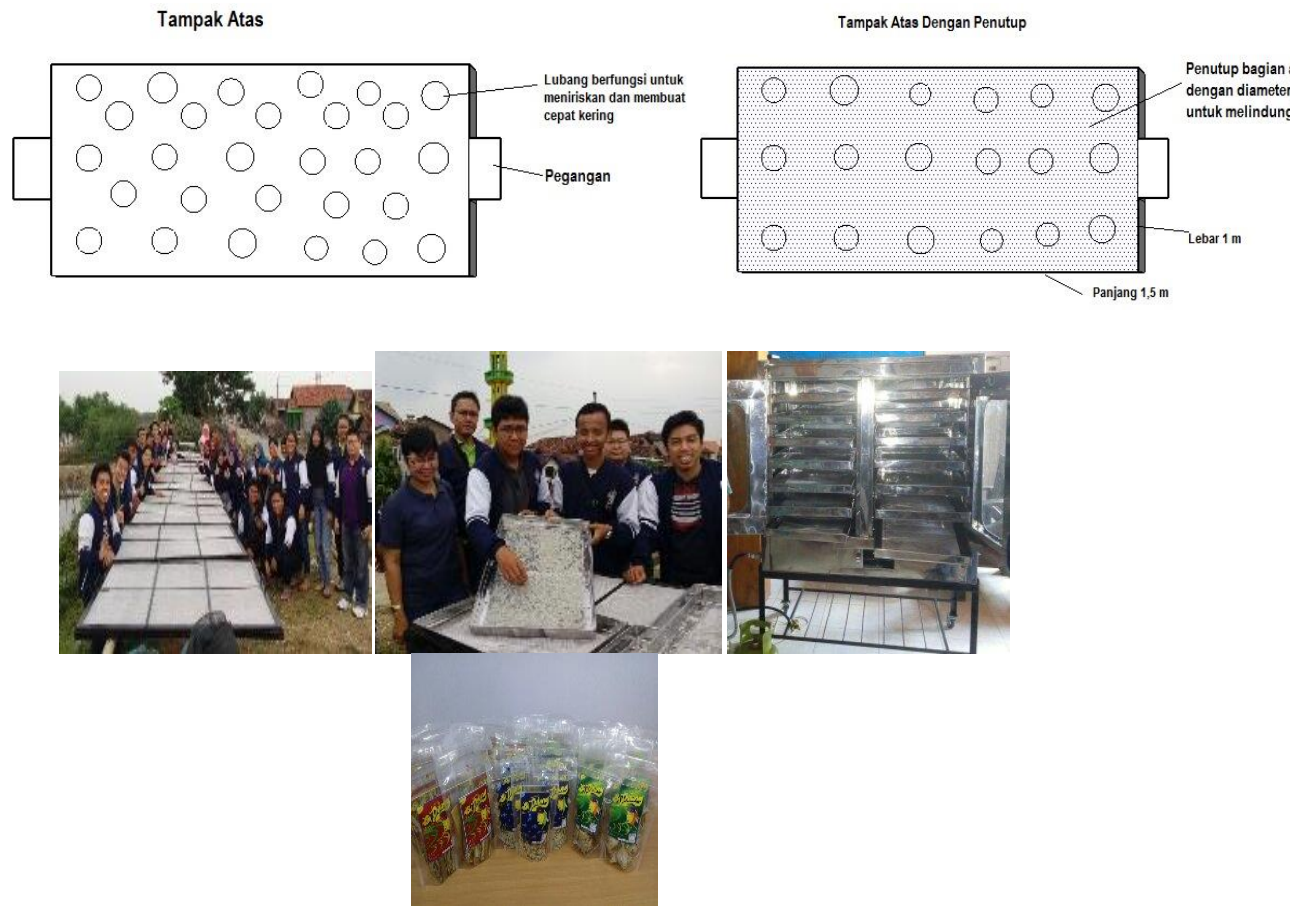 Tampak Atas
Lubang berfungsi untuk
meniriskan dan membuat
cepat kering
Pegangan
Tampak Atas Dengan Penutup
Penutup bagian a
dengan diameter
untuk melindung
Lebar 1 m
Panjang 1,5 m